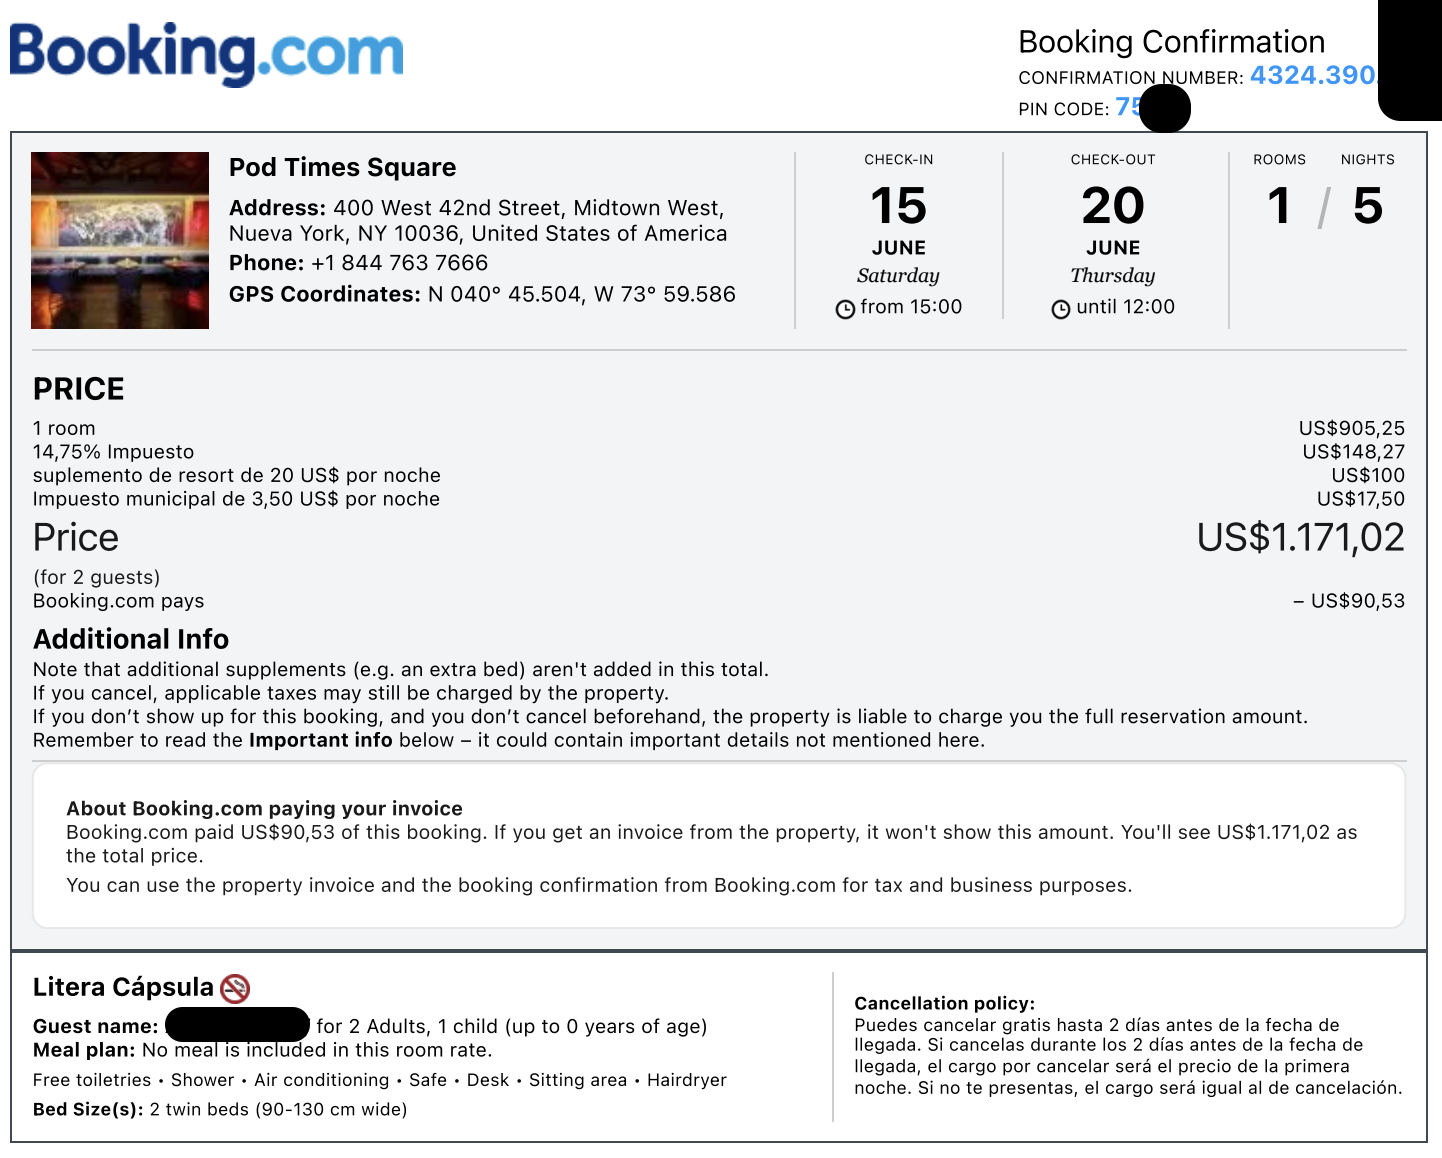 Booking.com
Booking Confirmation
CONFIRMATION NUMBER: 4324.390.
PIN CODE: 75
Pod Times Square
Address: 400 West 42nd Street, Midtown West,
Nueva York, NY 10036, United States of America
Phone: +1 844 763 7666
GPS Coordinates: N 040° 45.504, W 73° 59.586
CHECK-IN
15
JUNE
Saturday
from 15:00
CHECK-OUT
20
JUNE
Thursday
until 12:00
ROOMS NIGHTS
1 / 5
PRICE
1 room US$905,25
14,75% Impuesto US$148,27
suplemento de resort de 20 US$ por noche US$100
Impuesto municipal de 3,50 US$ por noche US$17,50
Price US$1.171,02
(for 2 guests)
Booking.com pays – US$90,53
Additional Info
Note that additional supplements (e.g. an extra bed) aren't added in this total.
If you cancel, applicable taxes may still be charged by the property.
If you don’t show up for this booking, and you don’t cancel beforehand, the property is liable to charge you the full reservation amount.
Remember to read the Important info below – it could contain important details not mentioned here.
About Booking.com paying your invoice
Booking.com paid US$90,53 of this booking. If you get an invoice from the property, it won't show this amount. You'll see US$1.171,02 as
the total price.
You can use the property invoice and the booking confirmation from Booking.com for tax and business purposes.
Litera Cápsula
Guest name: for 2 Adults, 1 child (up to 0 years of age)
Meal plan: No meal is included in this room rate.
Free toiletries • Shower • Air conditioning • Safe • Desk • Sitting area • Hairdryer
Bed Size(s): 2 twin beds (90-130 cm wide)
Cancellation policy:
Puedes cancelar gratis hasta 2 días antes de la fecha de
llegada. Si cancelas durante los 2 días antes de la fecha de
llegada, el cargo por cancelar será el precio de la primera
noche. Si no te presentas, el cargo será igual al de cancelación.